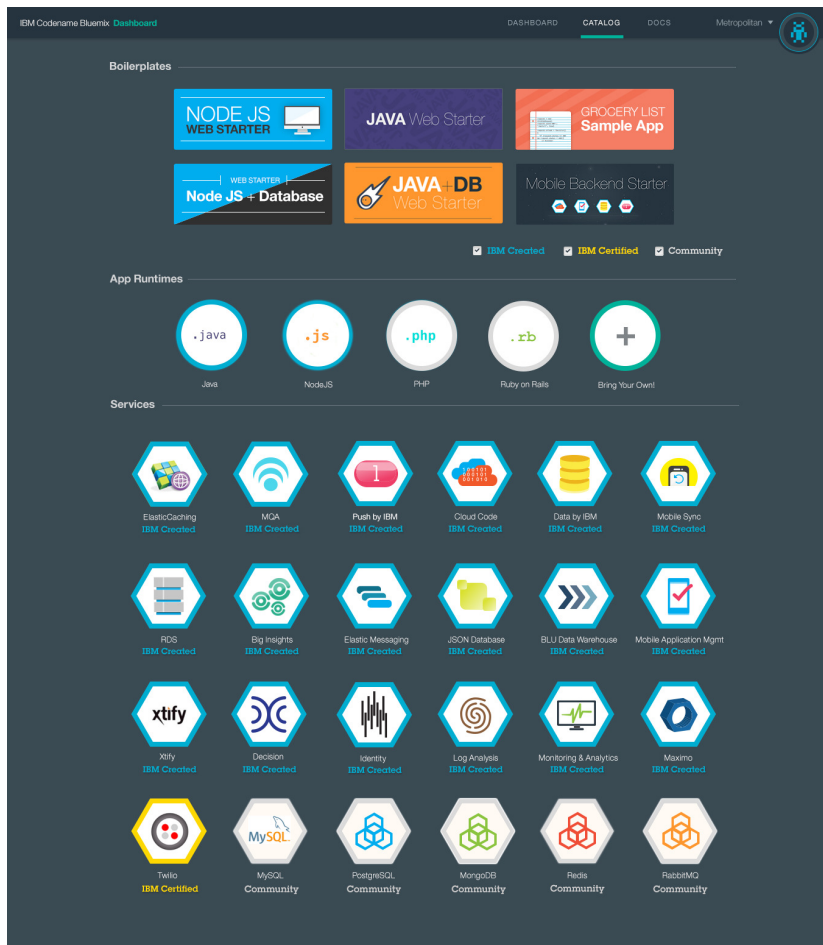 IBM Codename Bluemix Dashboard
DASHBOARD CATALOG DOCS Metropolitan
Boilerplates
NODE JS
WEB STARTER
JAVA Web Starter
GROCERY LIST
Sample App
WEB STARTER
Node JS + Database
JAVA+DB
Web Starter
Mobile Backend Starter
IBM Created IBM Certified Community
App Runtimes
.java .js .php .rb +
Java NodeJS PHP Ruby on Rails Bring Your Own!
Services
1
100101
000101
001010
ElasticCaching MQA Push by IBM Cloud Code Data by IBM Mobile Sync
IBM Created IBM Created IBM Created IBM Created IBM Created IBM Created
RDS Big Insights Elastic Messaging JSON Database BLU Data Warehouse Mobile Application Mgmt
IBM Created IBM Created IBM Created IBM Created IBM Created IBM Created
xtify
Xtify Decision Identity Log Analysis Monitoring & Analytics Maximo
IBM Created IBM Created IBM Created IBM Created IBM Created IBM Created
MySQL
Twilio MySQL PostgreSQL MongoDB Redis RabbitMQ
IBM Certified Community Community Community Community Community